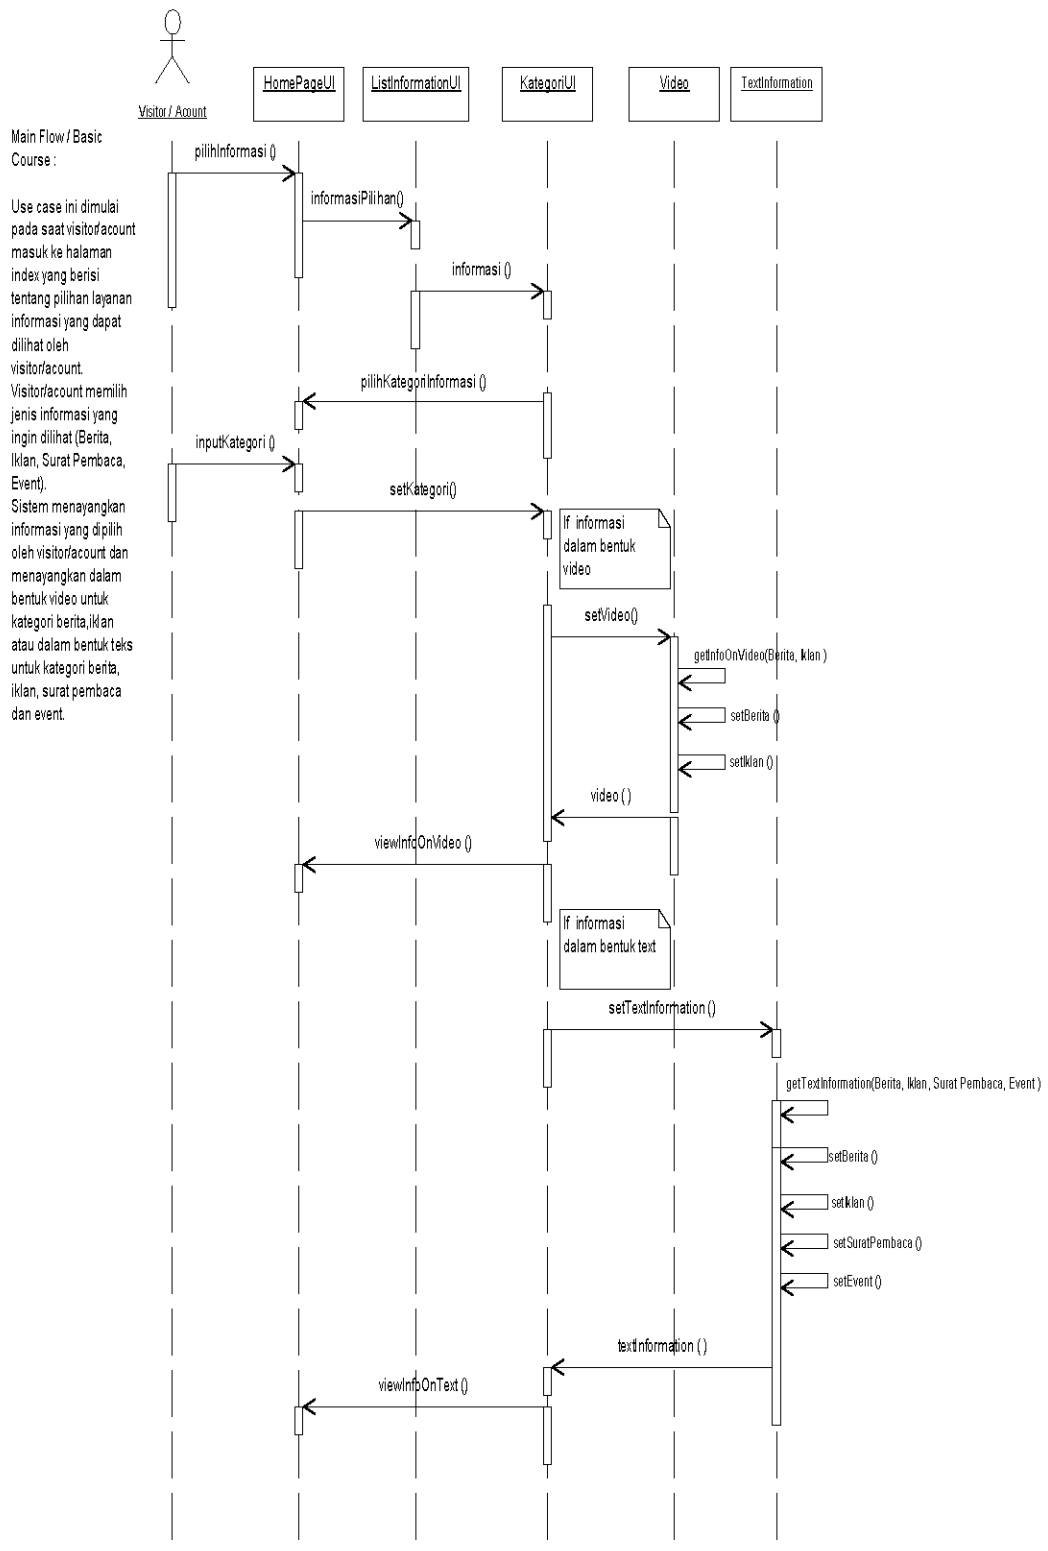 HomePageUI
ListInformationUI
KategoriUI
Video
TextInformation
Visitor / Acount
Main Flow / Basic
Course :
Use case ini dimulai
pada saat visitor/acount
masuk ke halaman
index yang berisi
tentang pilihan layanan
informasi yang dapat
dilihat oleh
visitor/acount.
Visitor/acount memilih
jenis informasi yang
ingin dilihat (Berita,
Iklan, Surat Pembaca,
Event).
Sistem menayangkan
informasi yang dipilih
oleh visitor/acount dan
menayangkan dalam
bentuk video untuk
kategori berita,iklan
atau dalam bentuk teks
untuk kategori berita,
iklan, surat pembaca
dan event.
pilihInformasi ()
informasiPilihan()
informasi ()
pilihKategoriInformasi ()
inputKategori ()
setKategori()
If informasi
dalam bentuk
video
setVideo()
getInfoOnVideo(Berita, Iklan )
setBerita ()
setIklan ()
video ( )
viewInfoOnVideo ()
If informasi
dalam bentuk text
setTextInformation ()
getTextInformation(Berita, Iklan, Surat Pembaca, Event )
setBerita ()
setIklan ()
setSuratPembaca ()
setEvent ()
textInformation ( )
viewInfoOnText ()